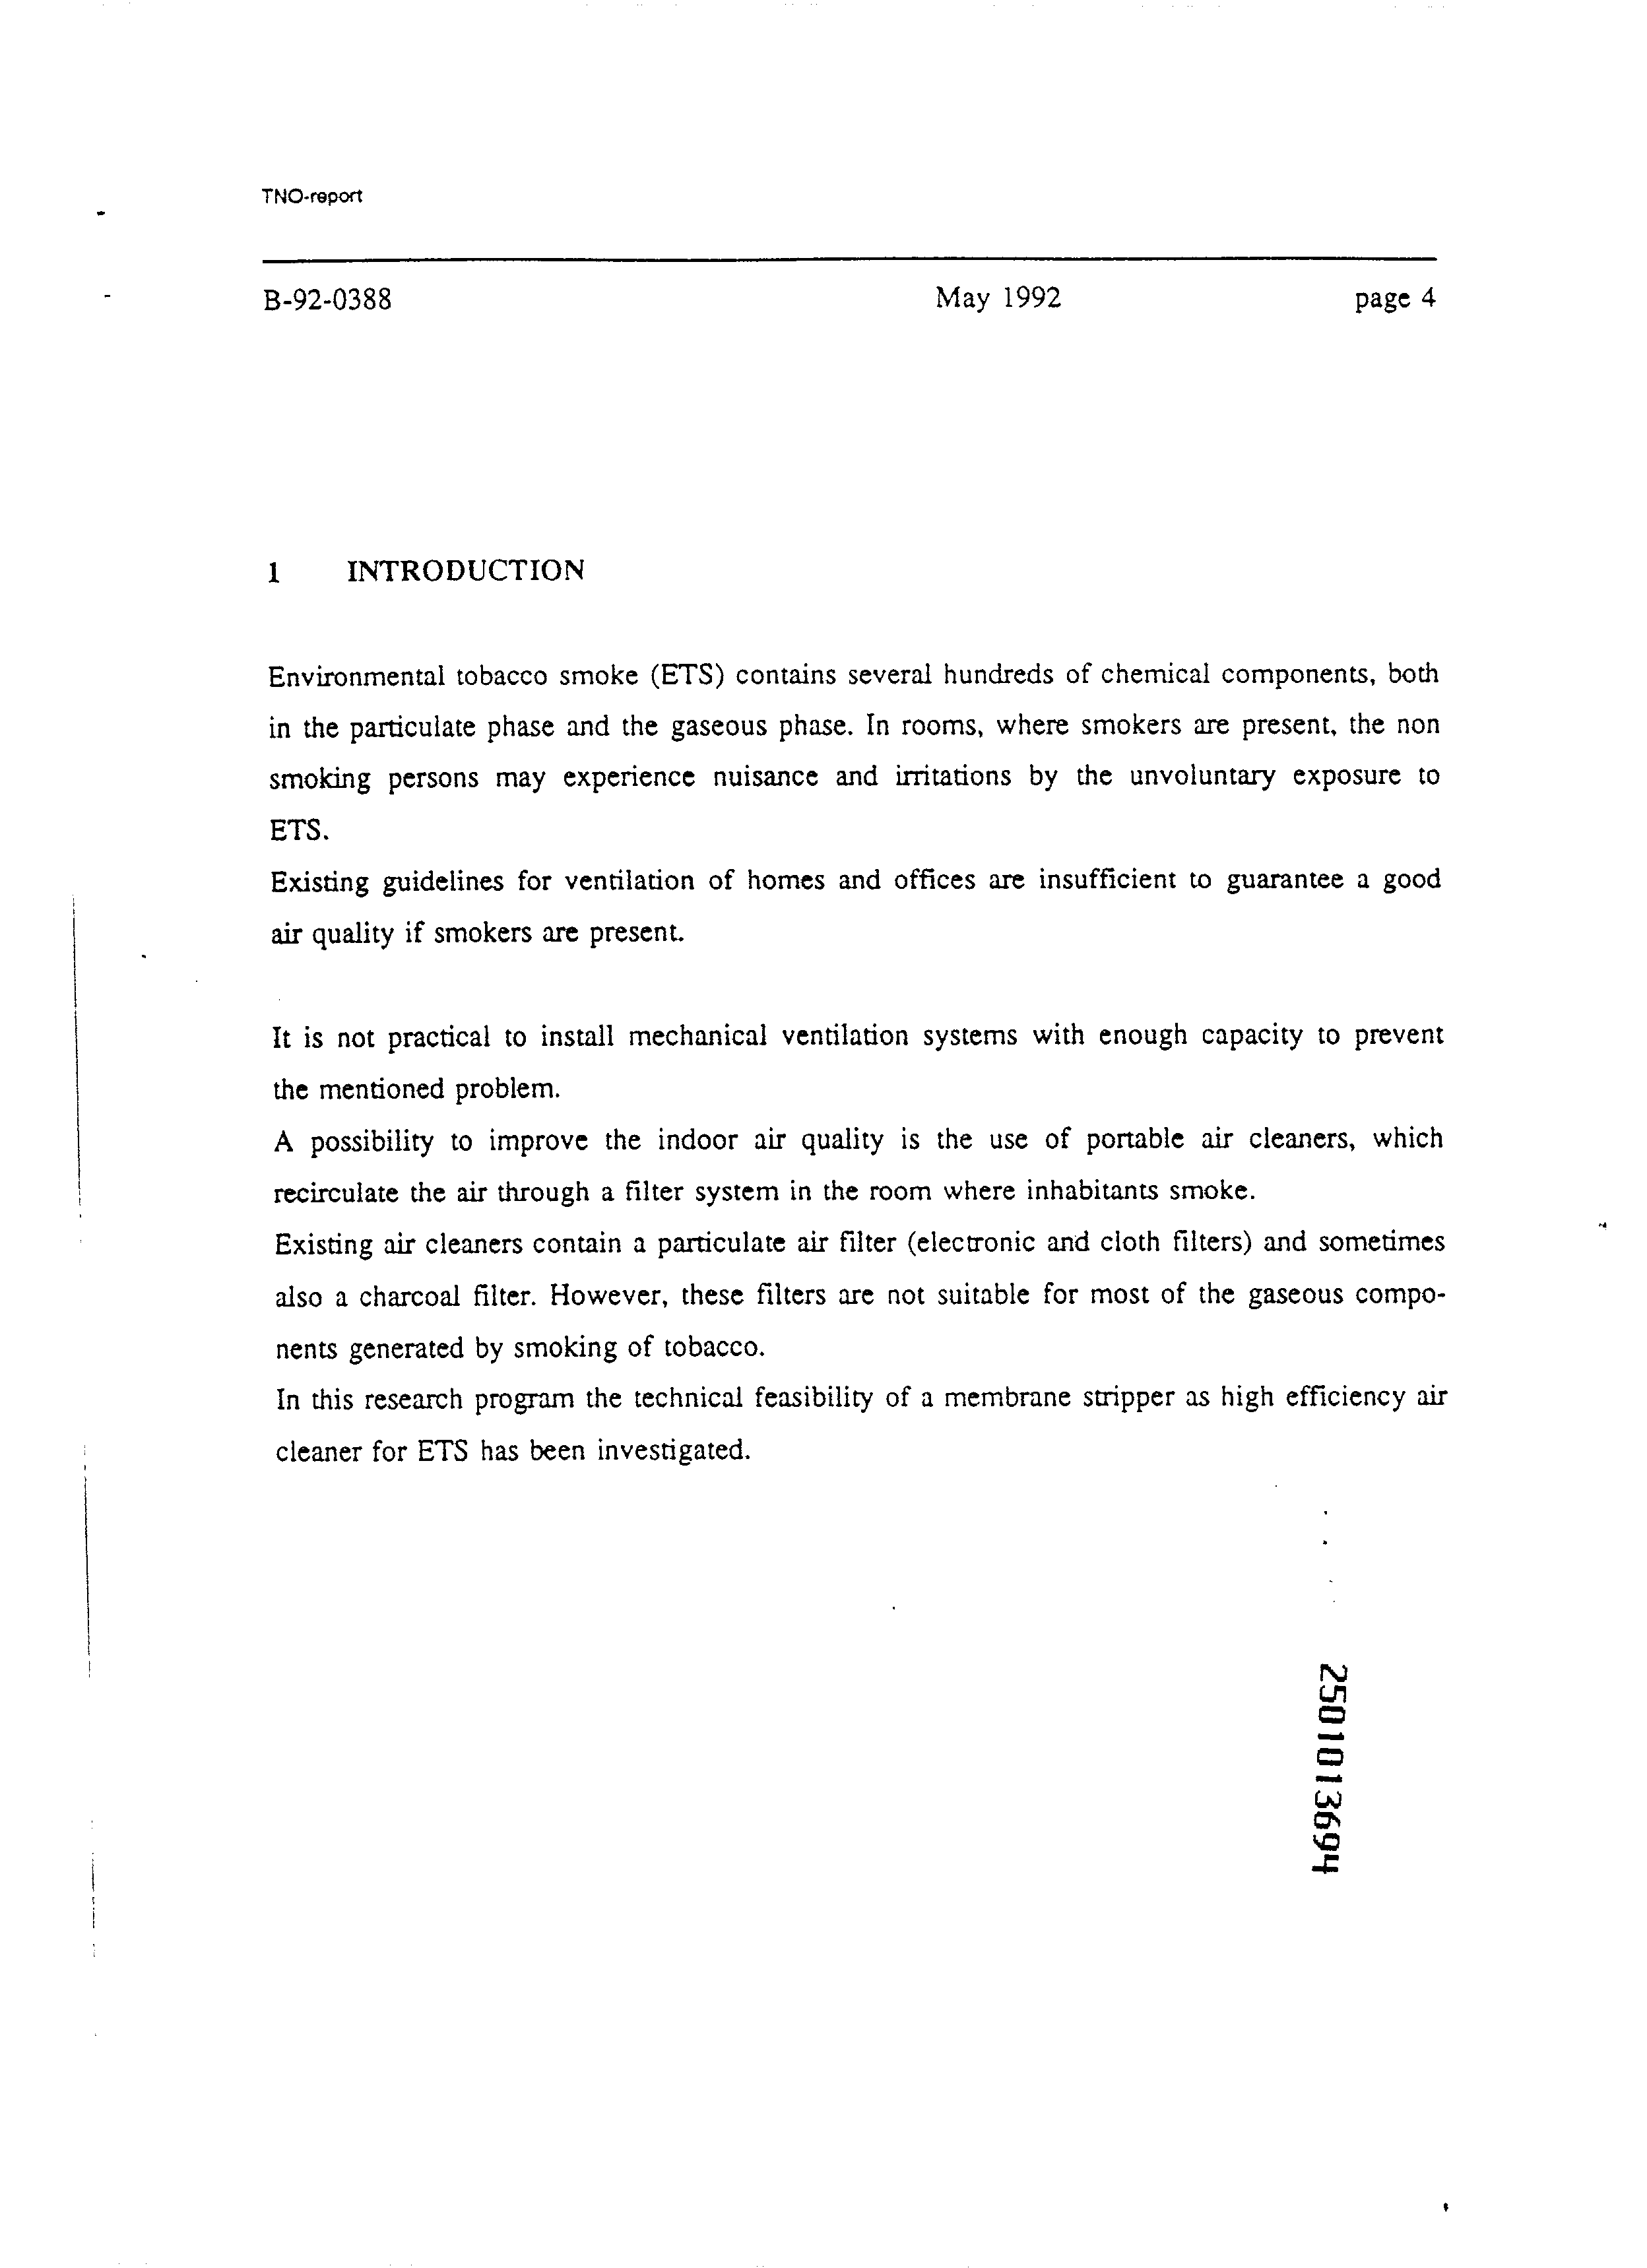 TNO-report
B-92-0388 May 1992 page 4
1 INTRODUCTION
Environmental tobacco smoke (ETS) contains several hundreds of chemical components, both
in the particulate phase and the gaseous phase. In rooms, where smokers are present, the non
smoking persons may experience nuisance and irritations by the unvoluntary exposure to
ETS.
Existing guidelines for ventilation of homes and offices are insufficient to guarantee a good
air quality if smokers are present.
It is not practical to install mechanical ventilation systems with enough capacity to prevent
the mentioned problem.
A possibility to improve the indoor air quality is the use of portable air cleaners, which
recirculate the air through a filter system in the room where inhabitants smoke.
Existing air cleaners contain a particulate air filter (electronic and cloth filters) and sometimes
also a charcoal filter. However, these filters are not suitable for most of the gaseous compo-
nents generated by smoking of tobacco.
In this research program the technical feasibility of a membrane stripper as high efficiency air
cleaner for ETS has been investigated.
2501013694